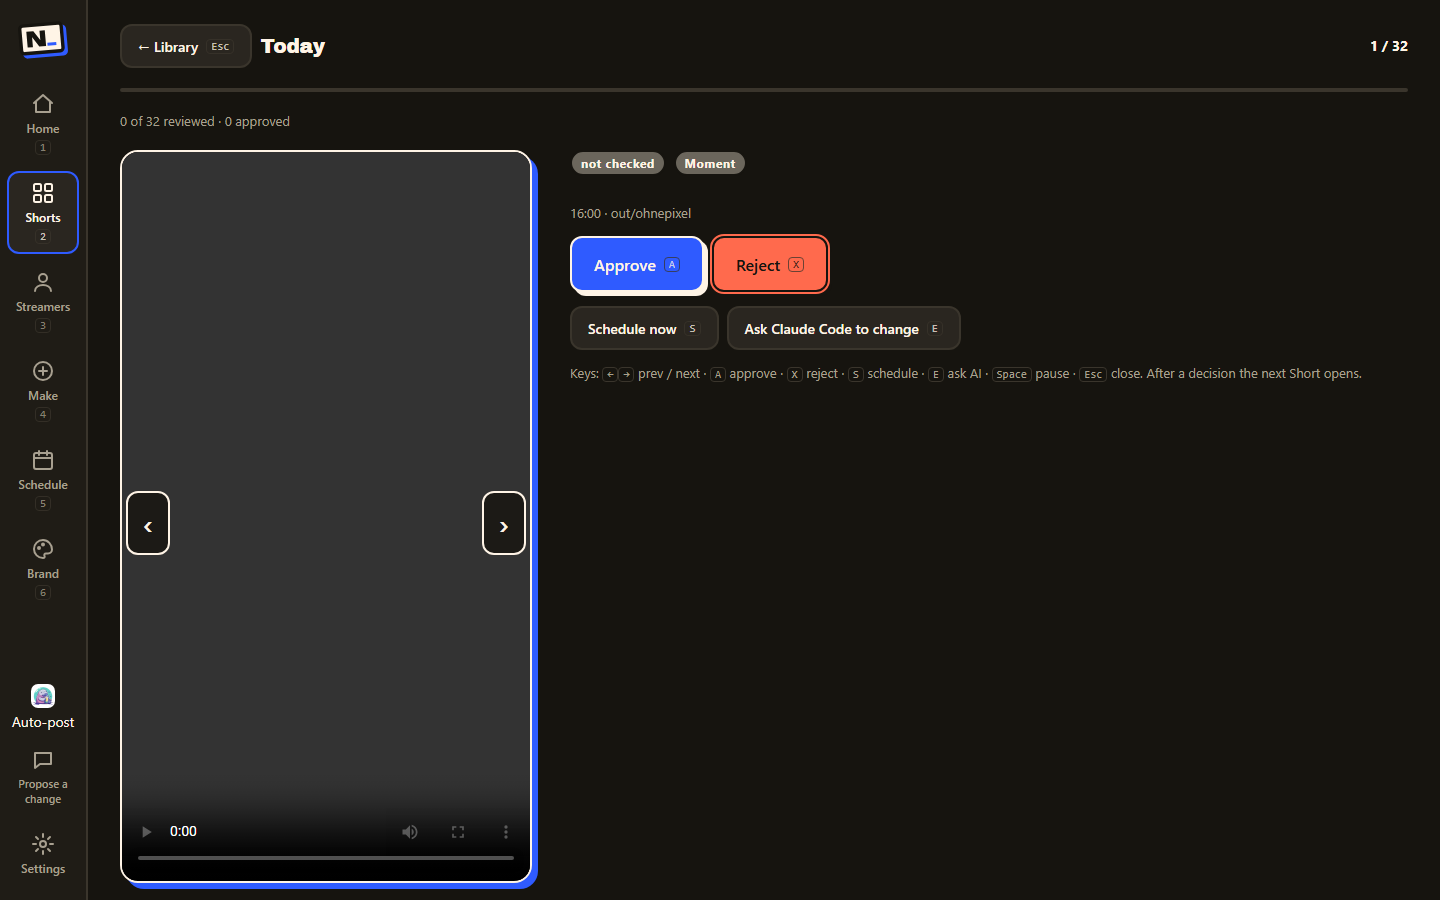 N_
Home
1
Shorts
2
Streamers
3
Make
4
Schedule
5
Brand
6
Auto-post
Propose a
change
Settings
← Library Esc
Today
1 / 32
0 of 32 reviewed · 0 approved
not checked Moment
16:00 · out/ohnepixel
Approve A
Reject X
Schedule now S
Ask Claude Code to change E
Keys: ← → prev / next · A approve · X reject · S schedule · E ask AI · Space pause · Esc close. After a decision the next Short opens.
‹ ›
0:00